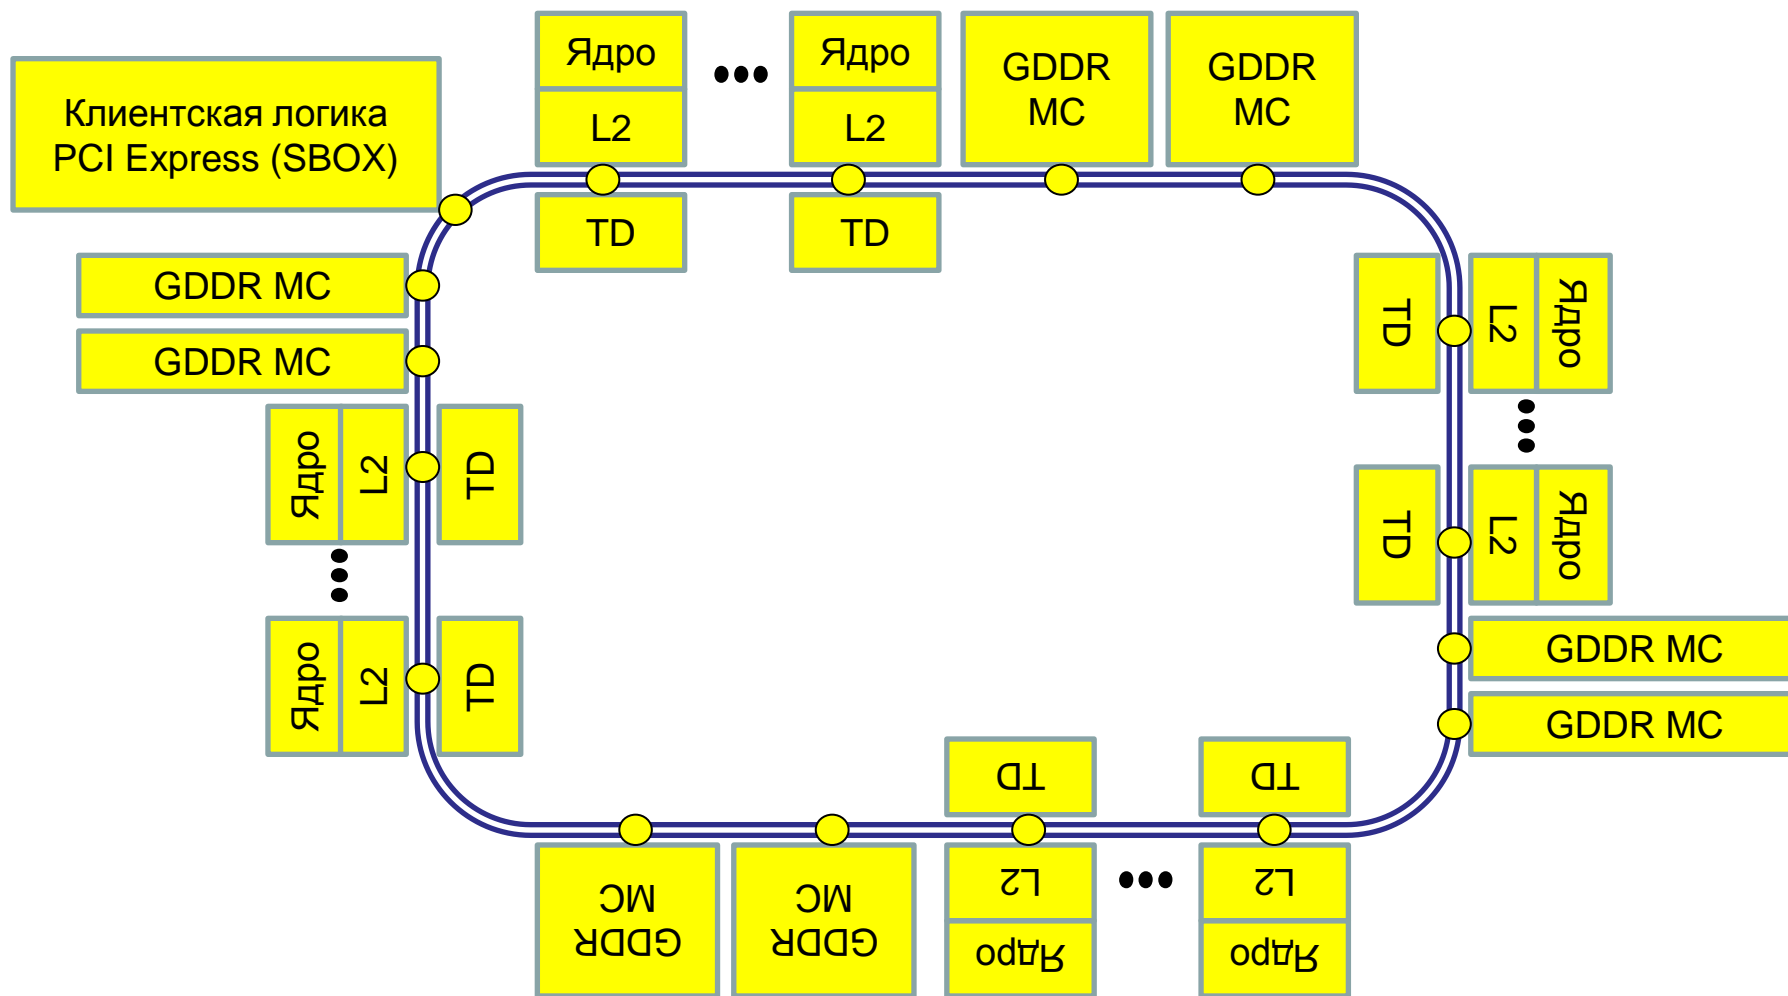 Клиентская логика
PCI Express (SBOX)
Ядро
L2
TD
Ядро
L2
TD
GDDR
MC
GDDR
MC
GDDR MC
GDDR MC
Ядро
L2
TD
Ядро
L2
TD
TD
L2
Ядро
TD
L2
Ядро
GDDR MC
GDDR MC
GDDR
MC
GDDR
MC
TD
L2
Ядро
TD
L2
Ядро